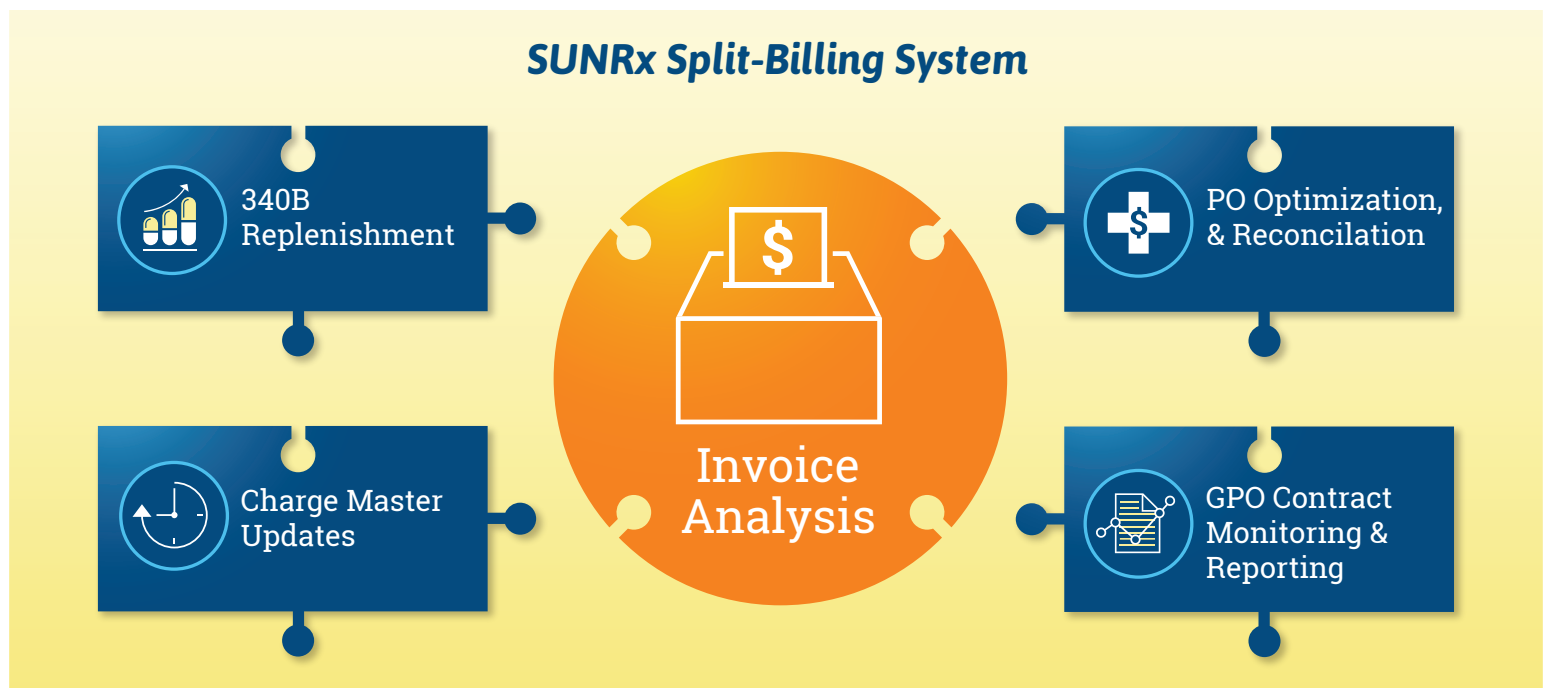 SUNRx Split-Billing System
340B
Replenishment
PO Optimization,
& Reconcilation
$
$
Invoice
Analysis
Charge Master
Updates
GPO Contract
Monitoring &
Reporting